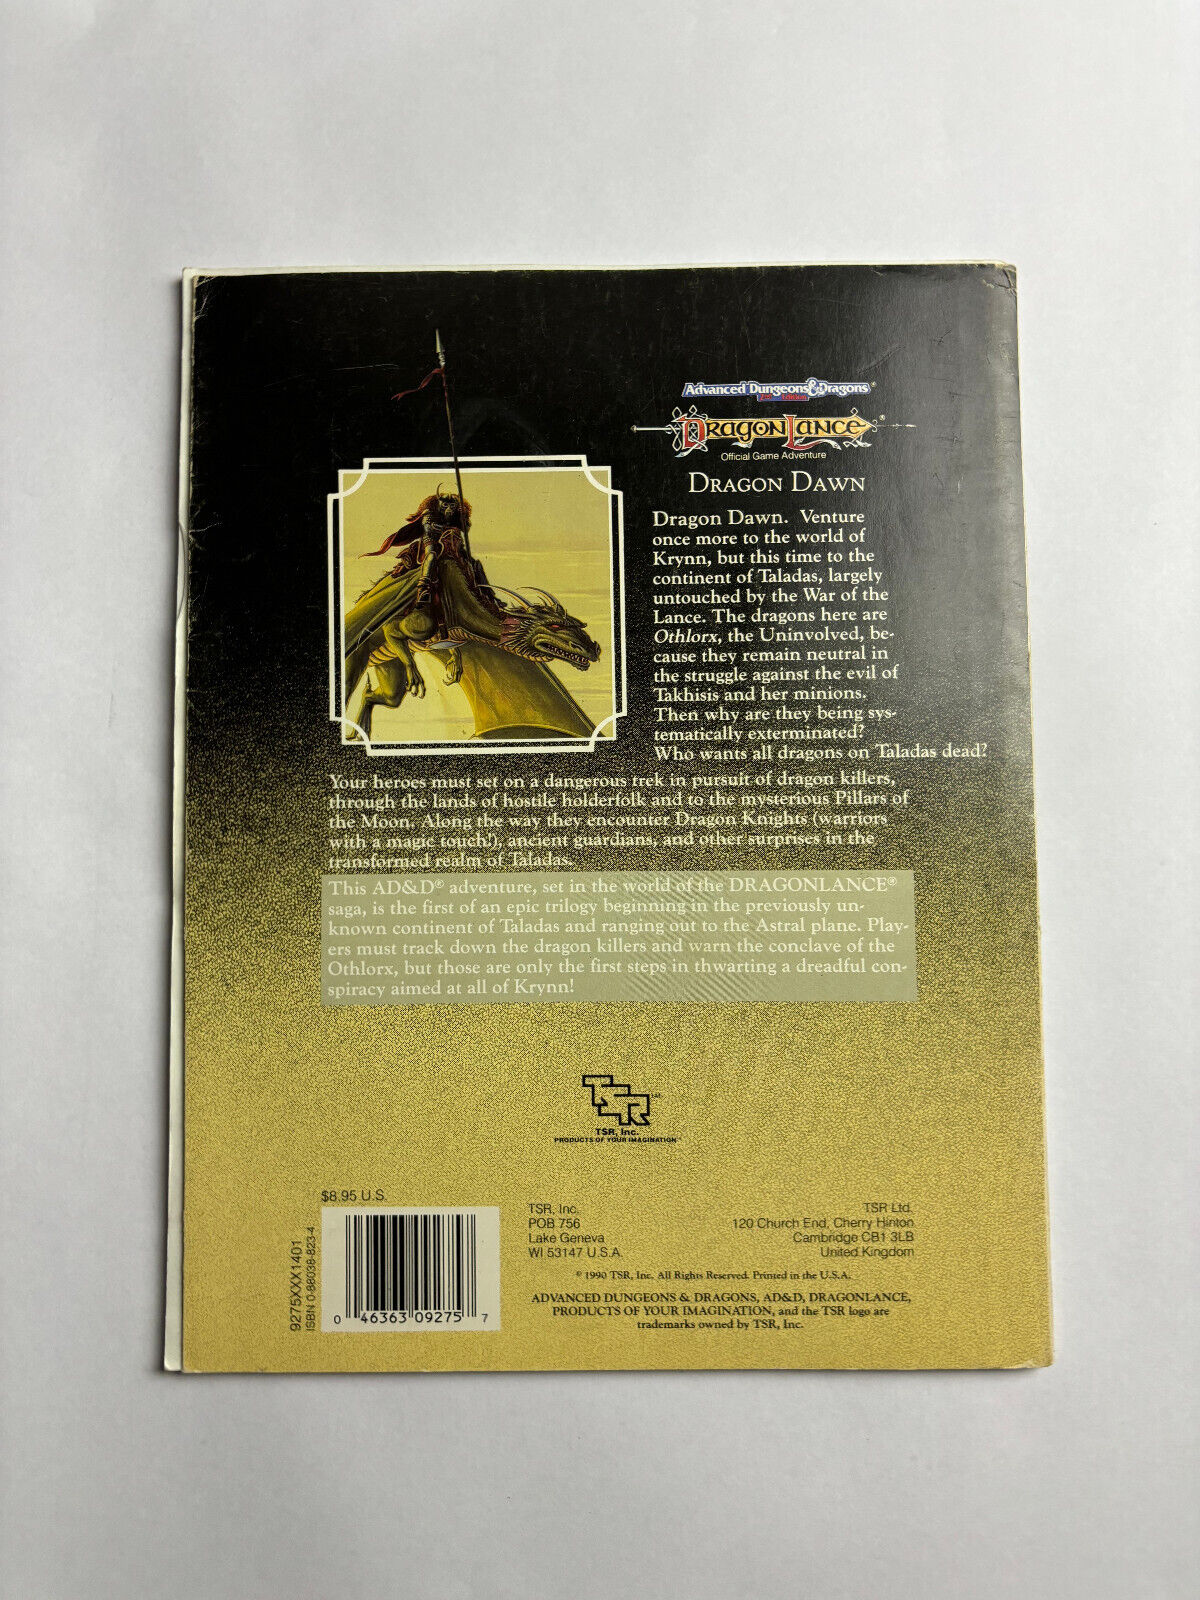 Advanced Dungeons & Dragons®
2nd Edition
DRAGONLANCE®
Official Game Adventure
DRAGON DAWN
Dragon Dawn. Venture
once more to the world of
Krynn, but this time to the
continent of Taladas, largely
untouched by the War of the
Lance. The dragons here are
Othlorx, the Uninvolved, be-
cause they remain neutral in
the struggle against the evil of
Takhisis and her minions.
Then why are they being sys-
tematically exterminated?
Who wants all dragons on Taladas dead?
Your heroes must set on a dangerous trek in pursuit of dragon killers,
through the lands of hostile holderfolk and to the mysterious Pillars of
the Moon. Along the way they encounter Dragon Knights (warriors
with a magic touch!), ancient guardians, and other surprises in the
transformed realm of Taladas.
This AD&D® adventure, set in the world of the DRAGONLANCE®
saga, is the first of an epic trilogy beginning in the previously un-
known continent of Taladas and ranging out to the Astral plane. Play-
ers must track down the dragon killers and warn the conclave of the
Othlorx, but those are only the first steps in thwarting a dreadful con-
spiracy aimed at all of Krynn!
TSR™
TSR, Inc.
PRODUCTS OF YOUR IMAGINATION™
$8.95 U.S.
9275XXX1401
ISBN 0-88038-823-4
0 46363 09275 7
TSR, Inc.
POB 756
Lake Geneva
WI 53147 U.S.A.
TSR Ltd.
120 Church End, Cherry Hinton
Cambridge CB1 3LB
United Kingdom
© 1990 TSR, Inc. All Rights Reserved. Printed in the U.S.A.
ADVANCED DUNGEONS & DRAGONS, AD&D, DRAGONLANCE,
PRODUCTS OF YOUR IMAGINATION, and the TSR logo are
trademarks owned by TSR, Inc.